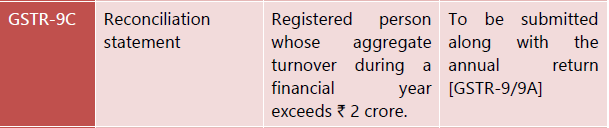 GSTR-9C
Reconciliation
statement
Registered person
whose aggregate
turnover during a
financial year
exceeds ₹ 2 crore.
To be submitted
along with the
annual return
[GSTR-9/9A]